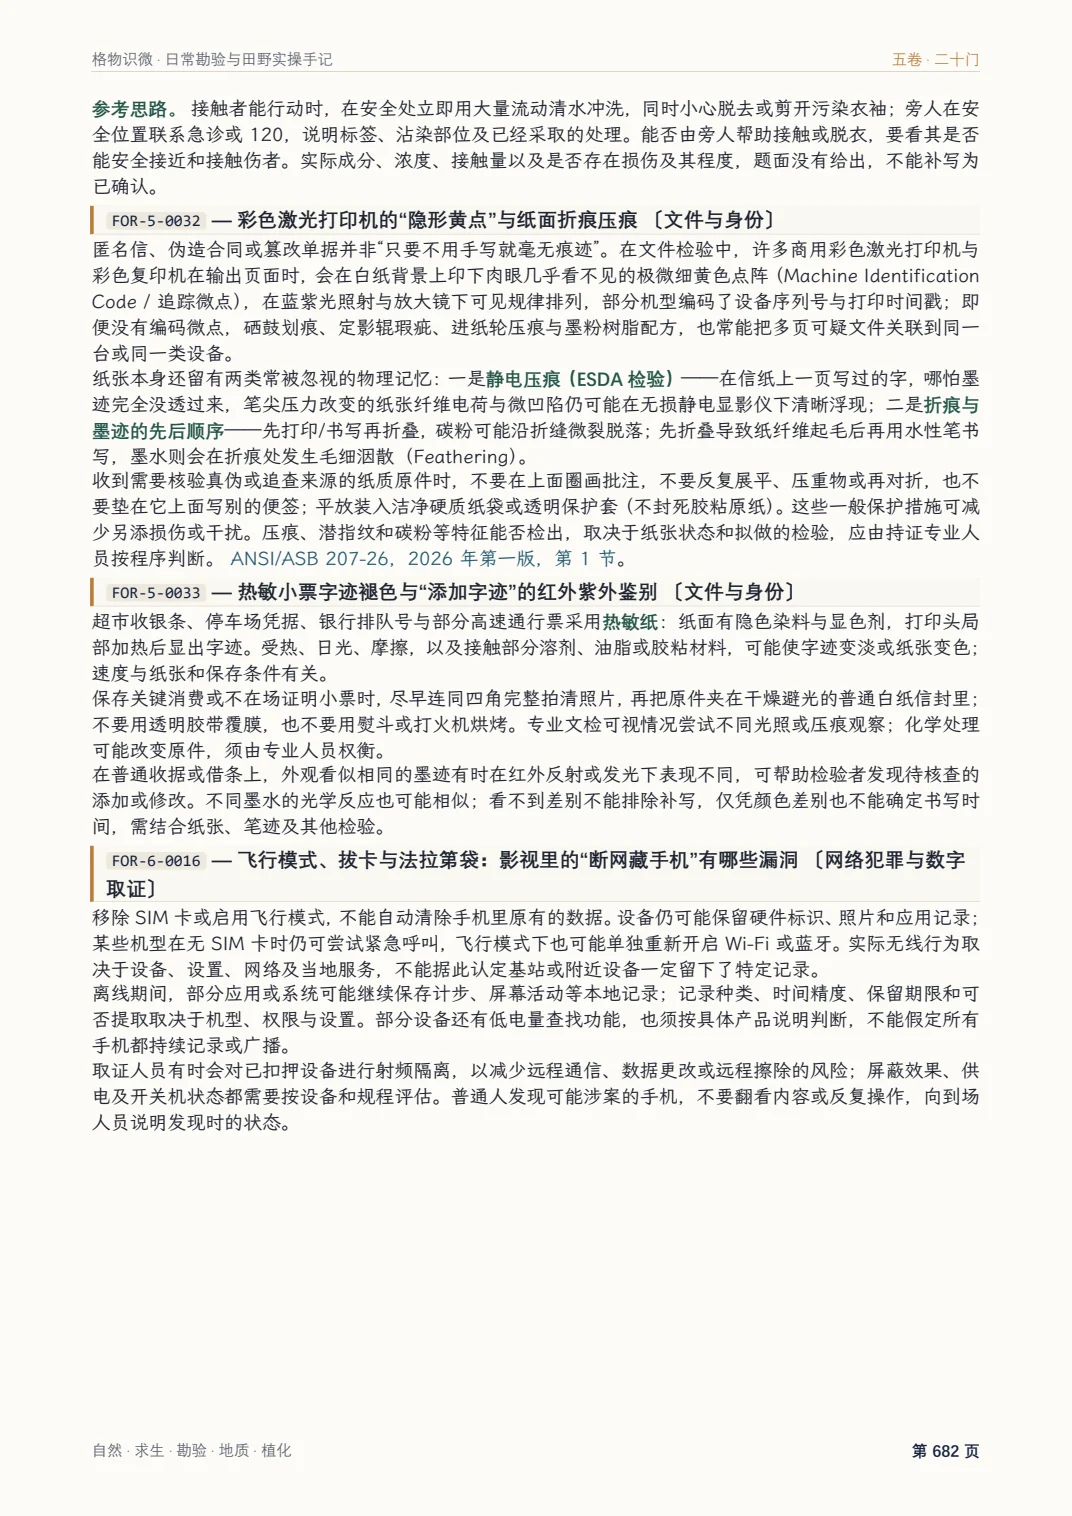 格物识微 · 日常勘验与田野实操手记
五卷 · 二十门
参考思路。 接触者能行动时，在安全处立即用大量流动清水冲洗，同时小心脱去或剪开污染衣袖；旁人在安
全位置联系急诊或 120，说明标签、沾染部位及已经采取的处理。能否由旁人帮助接触或脱衣，要看其是否
能安全接近和接触伤者。实际成分、浓度、接触量以及是否存在损伤及其程度，题面没有给出，不能补写为
已确认。
FOR-5-0032 — 彩色激光打印机的“隐形黄点”与纸面折痕压痕 〔文件与身份〕
匿名信、伪造合同或篡改单据并非“只要不用手写就毫无痕迹”。在文件检验中，许多商用彩色激光打印机与
彩色复印机在输出页面时，会在白纸背景上印下肉眼几乎看不见的极微细黄色点阵（Machine Identification
Code / 追踪微点），在蓝紫光照射与放大镜下可见规律排列，部分机型编码了设备序列号与打印时间戳；即
便没有编码微点，硒鼓划痕、定影辊瑕疵、进纸轮压痕与墨粉树脂配方，也常能把多页可疑文件关联到同一
台或同一类设备。
纸张本身还留有两类常被忽视的物理记忆：一是静电压痕（ESDA 检验）——在信纸上一页写过的字，哪怕墨
迹完全没透过来，笔尖压力改变的纸张纤维电荷与微凹陷仍可能在无损静电显影仪下清晰浮现；二是折痕与
墨迹的先后顺序——先打印/书写再折叠，碳粉可能沿折缝微裂脱落；先折叠导致纸纤维起毛后再用水性笔书
写，墨水则会在折痕处发生毛细洇散（Feathering）。
收到需要核验真伪或追查来源的纸质原件时，不要在上面圈画批注，不要反复展平、压重物或再对折，也不
要垫在它上面写别的便签；平放装入洁净硬质纸袋或透明保护套（不封死胶粘原纸）。这些一般保护措施可减
少另添损伤或干扰。压痕、潜指纹和碳粉等特征能否检出，取决于纸张状态和拟做的检验，应由持证专业人
员按程序判断。 ANSI/ASB 207-26，2026 年第一版，第 1 节。
FOR-5-0033 — 热敏小票字迹褪色与“添加字迹”的红外紫外鉴别 〔文件与身份〕
超市收银条、停车场凭据、银行排队号与部分高速通行票采用热敏纸：纸面有隐色染料与显色剂，打印头局
部加热后显出字迹。受热、日光、摩擦，以及接触部分溶剂、油脂或胶粘材料，可能使字迹变淡或纸张变色；
速度与纸张和保存条件有关。
保存关键消费或不在场证明小票时，尽早连同四角完整拍清照片，再把原件夹在干燥避光的普通白纸信封里；
不要用透明胶带覆膜，也不要用熨斗或打火机烘烤。专业文检可视情况尝试不同光照或压痕观察；化学处理
可能改变原件，须由专业人员权衡。
在普通收据或借条上，外观看似相同的墨迹有时在红外反射或发光下表现不同，可帮助检验者发现待核查的
添加或修改。不同墨水的光学反应也可能相似；看不到差别不能排除补写，仅凭颜色差别也不能确定书写时
间，需结合纸张、笔迹及其他检验。
FOR-6-0016 — 飞行模式、拔卡与法拉第袋：影视里的“断网藏手机”有哪些漏洞 〔网络犯罪与数字
取证〕
移除 SIM 卡或启用飞行模式，不能自动清除手机里原有的数据。设备仍可能保留硬件标识、照片和应用记录；
某些机型在无 SIM 卡时仍可尝试紧急呼叫，飞行模式下也可能单独重新开启 Wi-Fi 或蓝牙。实际无线行为取
决于设备、设置、网络及当地服务，不能据此认定基站或附近设备一定留下了特定记录。
离线期间，部分应用或系统可能继续保存计步、屏幕活动等本地记录；记录种类、时间精度、保留期限和可
否提取取决于机型、权限与设置。部分设备还有低电量查找功能，也须按具体产品说明判断，不能假定所有
手机都持续记录或广播。
取证人员有时会对已扣押设备进行射频隔离，以减少远程通信、数据更改或远程擦除的风险；屏蔽效果、供
电及开关机状态都需要按设备和规程评估。普通人发现可能涉案的手机，不要翻看内容或反复操作，向到场
人员说明发现时的状态。
自然 · 求生 · 勘验 · 地质 · 植化
第 682 页